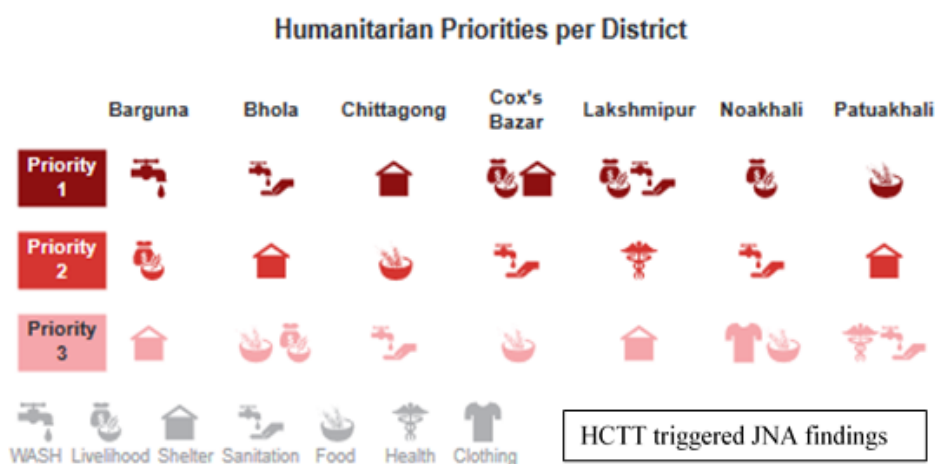 Humanitarian Priorities per District
Barguna Bhola Chittagong Cox's Bazar Lakshmipur Noakhali Patuakhali
Priority 1
Priority 2
Priority 3
WASH Livelihood Shelter Sanitation Food Health Clothing
HCTT triggered JNA findings